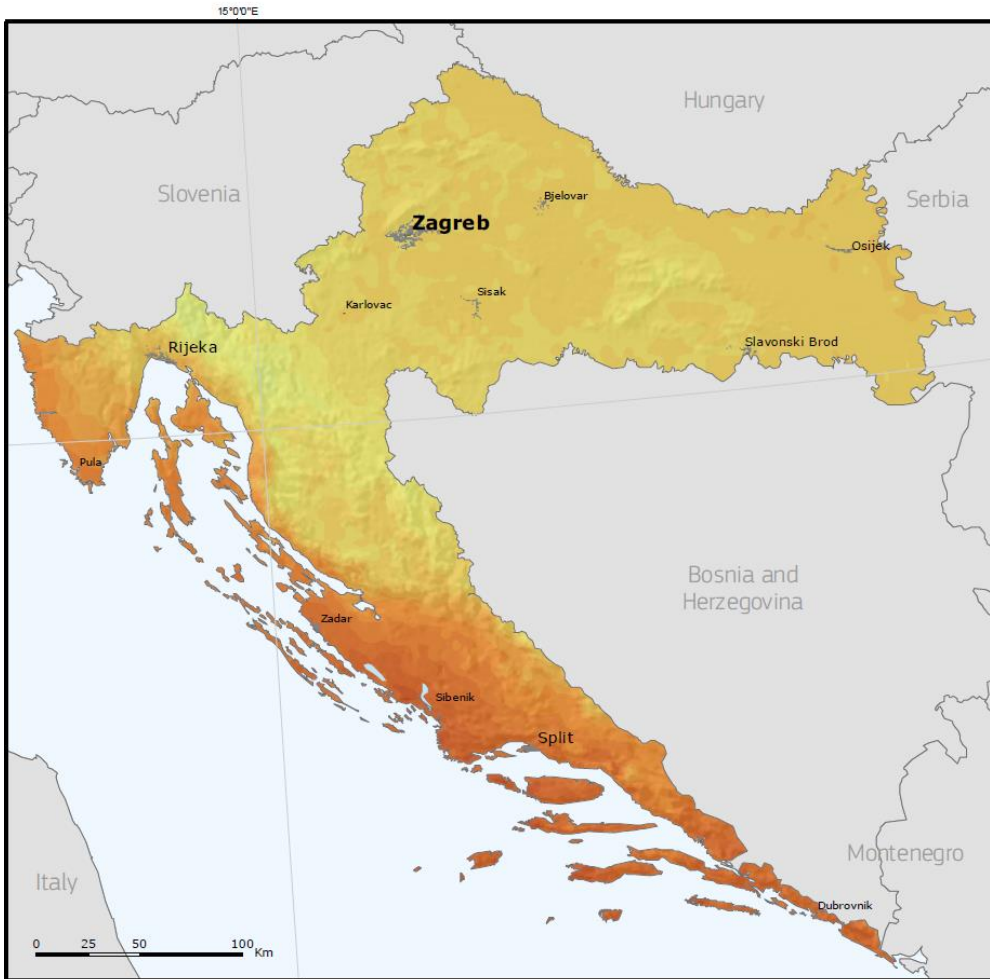 15°0'0"E
Hungary
Slovenia
Serbia
Bjelovar
Zagreb
Osijek
Sisak
Karlovac
Slavonski Brod
Rijeka
Pula
Bosnia and
Herzegovina
Zadar
Sibenik
Split
Montenegro
Italy
Dubrovnik
0 25 50 100
Km